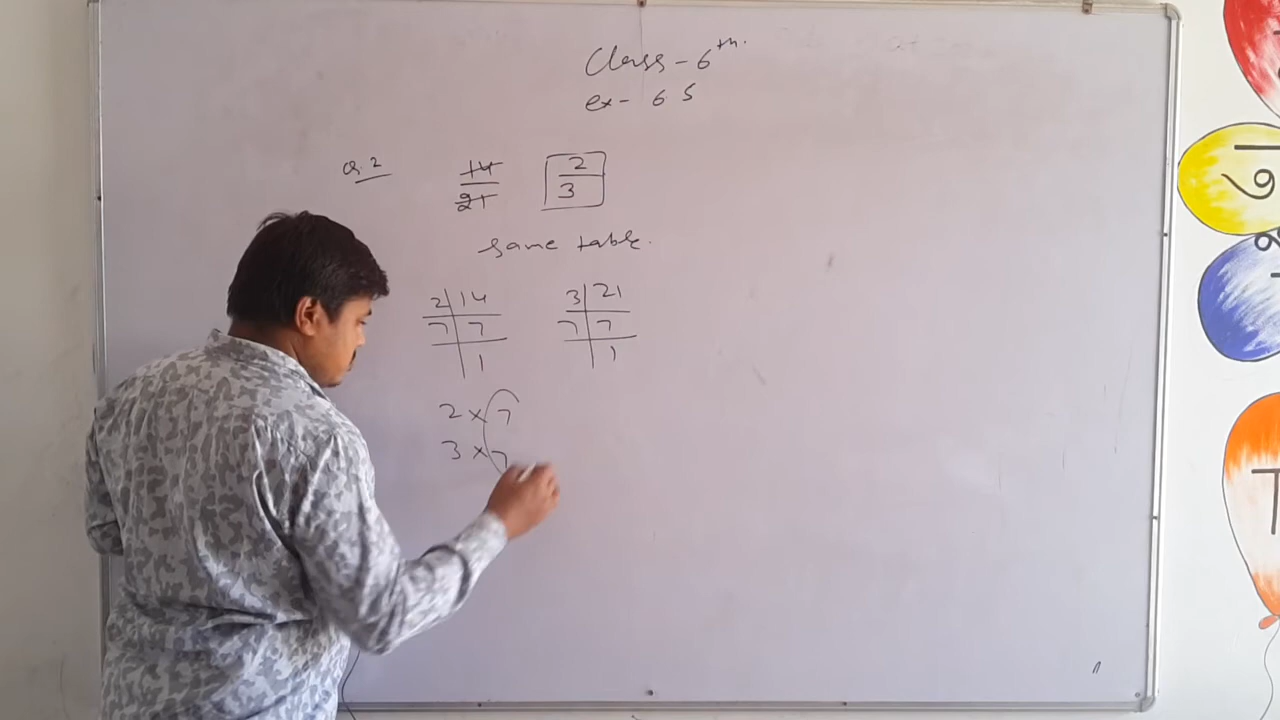 Class - 6th.
ex - 6.5
Q.2 14/21 2/3
same table.
2 | 14 3 | 21
7 | 7 7 | 7
1 1
2 × 7
3 × 7